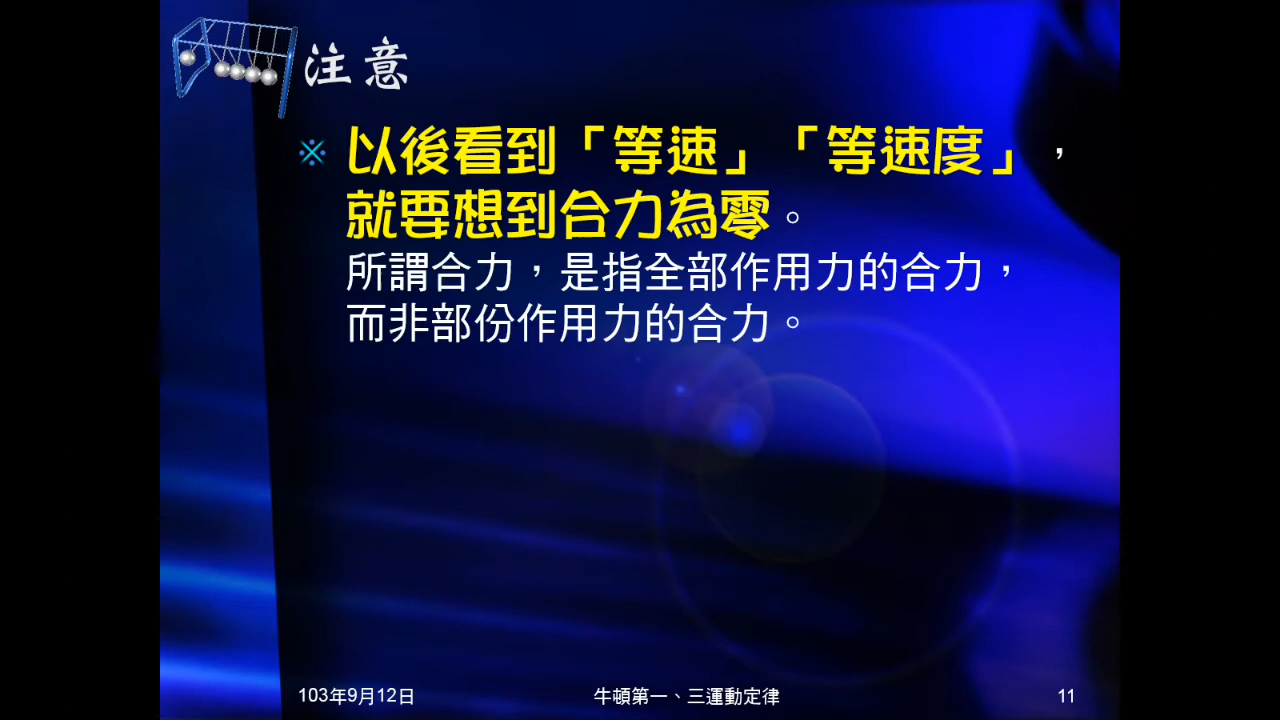 注意
※ 以後看到「等速」「等速度」，
就要想到合力為零。
所謂合力，是指全部作用力的合力，
而非部份作用力的合力。
103年9月12日
牛頓第一、三運動定律
11